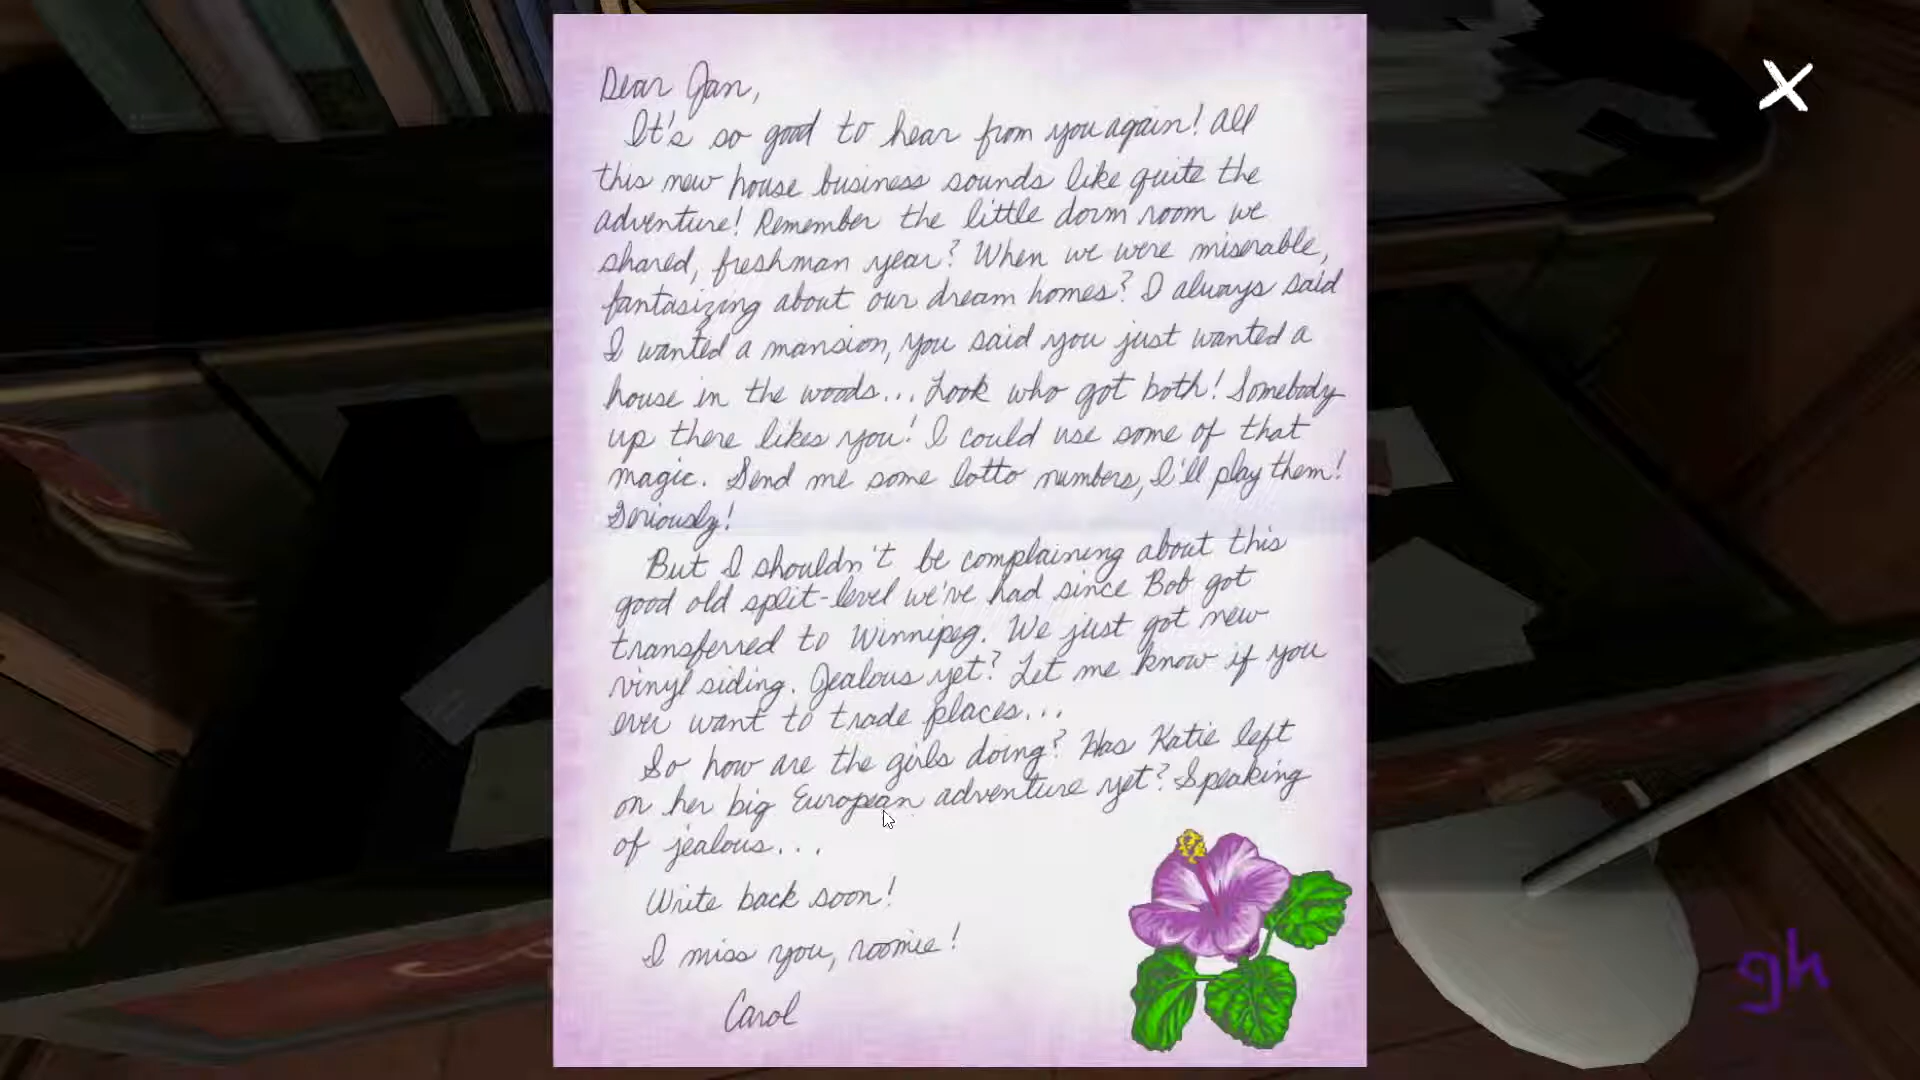 Dear Jan,
It's so good to hear from you again! All
this new house business sounds like quite the
adventure! Remember the little dorm room we
shared, freshman year? When we were miserable,
fantasizing about our dream homes? I always said
I wanted a mansion, you said you just wanted a
house in the woods... Look who got both! Somebody
up there likes you! I could use some of that
magic. Send me some lotto numbers, I'll play them!
Seriously!
But I shouldn't be complaining about this
good old split-level we've had since Bob got
transferred to Winnipeg. We just got new
vinyl siding. Jealous yet? Let me know if you
ever want to trade places...
So how are the girls doing? Has Katie left
on her big European adventure yet? Speaking
of jealous...
Write back soon!
I miss you, roomie!
Carol
gh